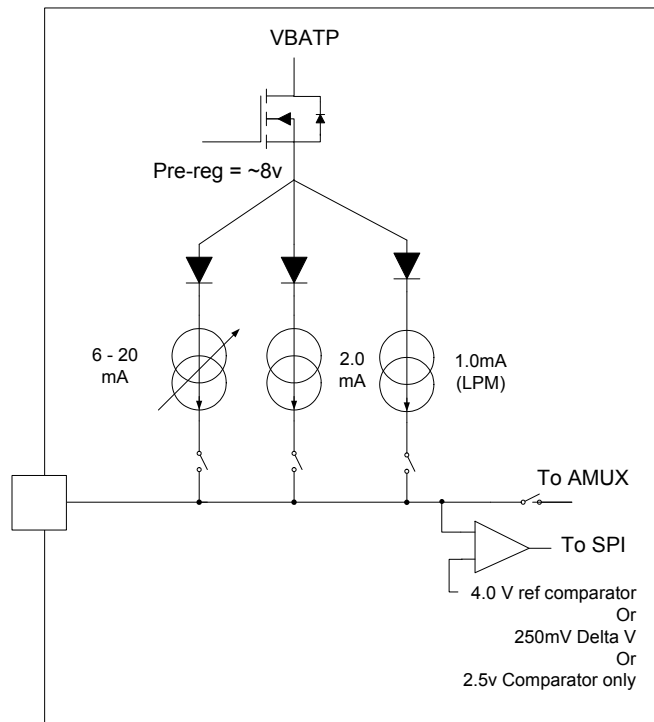 VBATP
Pre-reg = ~8v
6 - 20
mA
2.0
mA
1.0mA
(LPM)
To AMUX
To SPI
4.0 V ref comparator
Or
250mV Delta V
Or
2.5v Comparator only